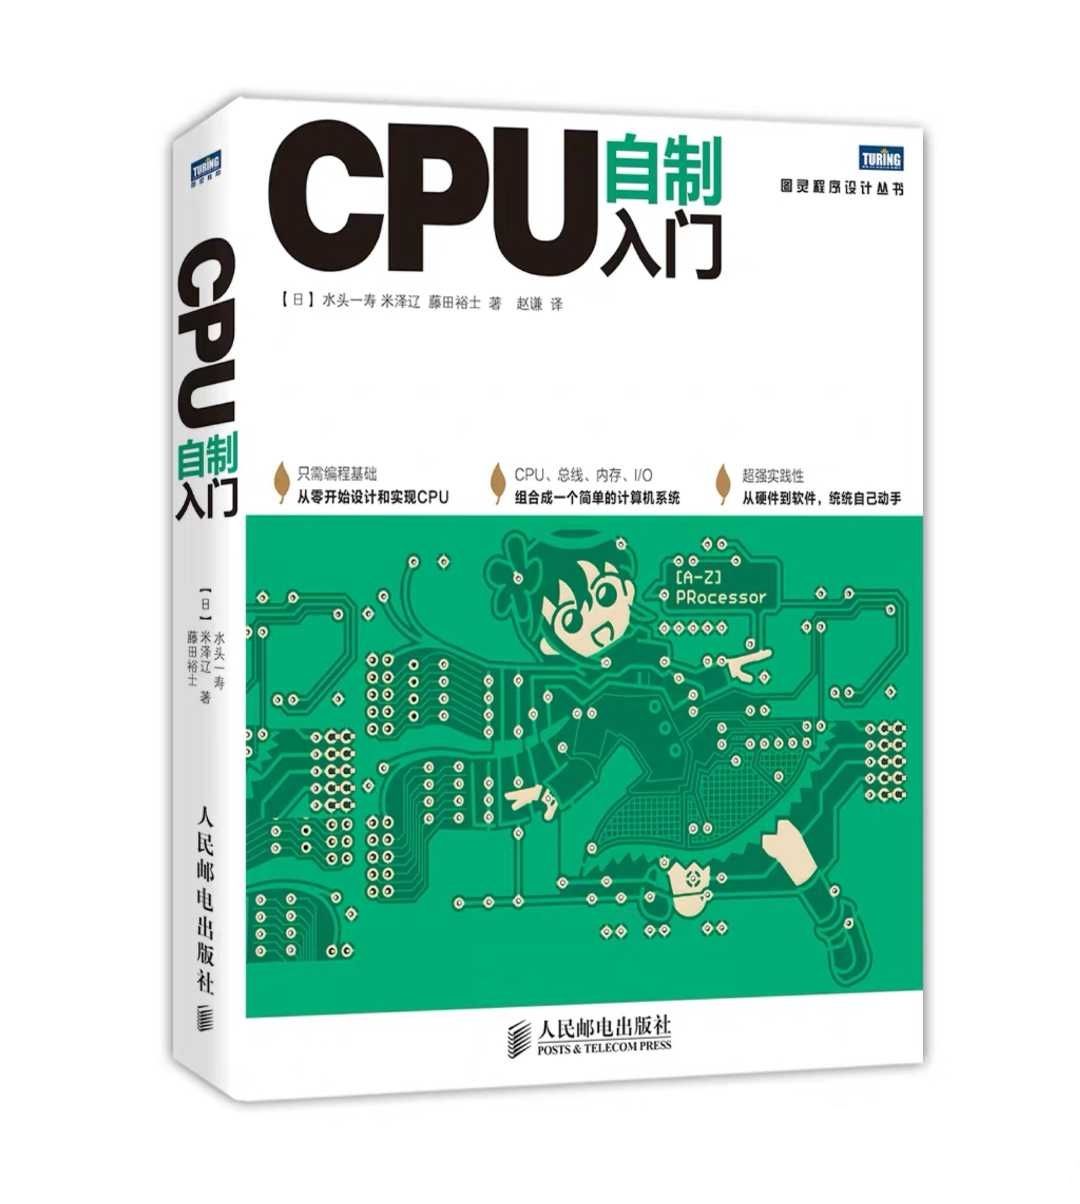 CPU自制
入门
TURING
图灵程序设计丛书
【日】水头一寿 米泽辽 藤田裕士 著 赵谦 译
只需编程基础
从零开始设计和实现CPU
CPU、总线、内存、I/O
组合成一个简单的计算机系统
超强实践性
从硬件到软件，统统自己动手
[A-Z]
PRocessor
人民邮电出版社
POSTS & TELECOM PRESS
TURING
图灵程序
CPU
自制
入门
【日】
水头一寿
米泽辽 著
藤田裕士
人民邮电出版社